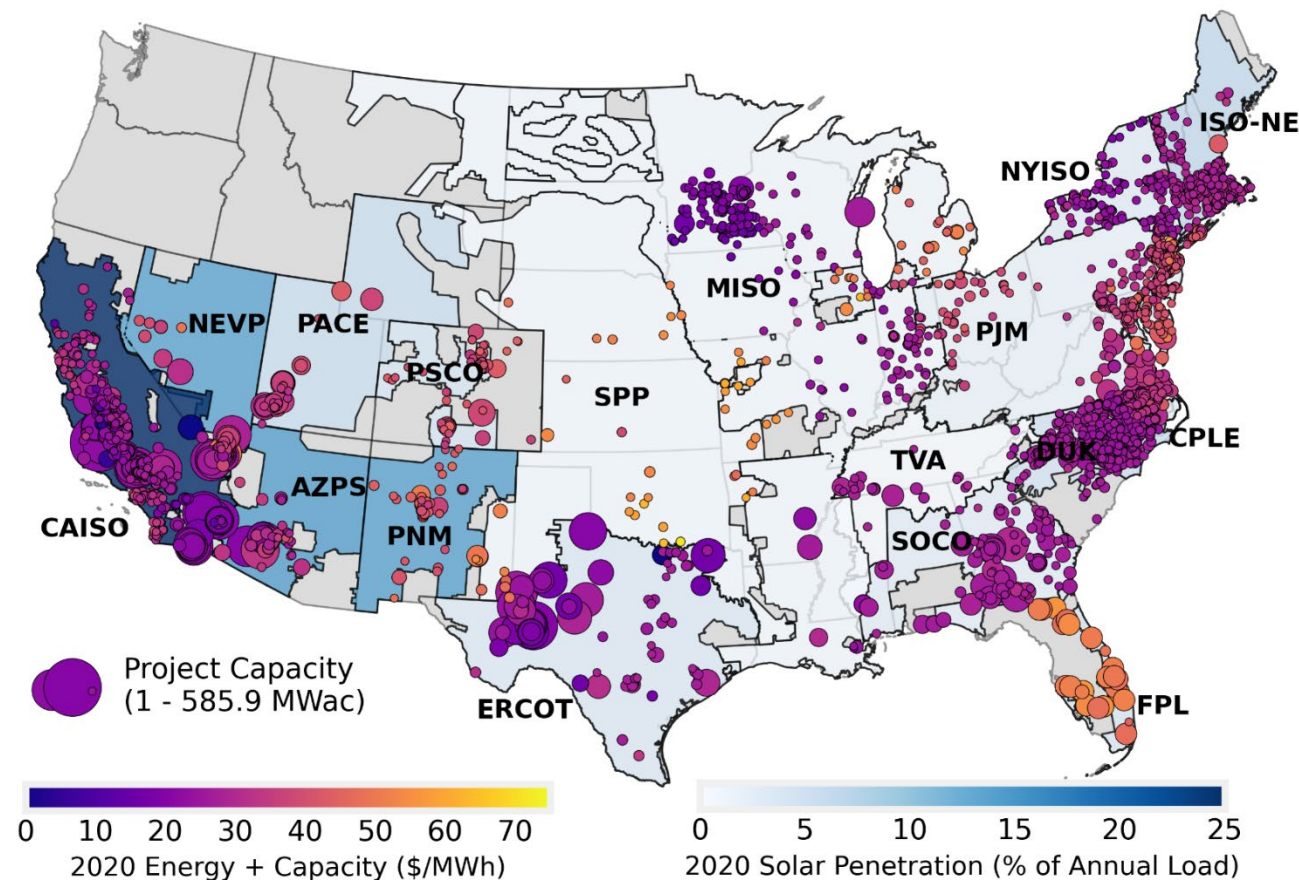 ISO-NE
NYISO
MISO
NEVP
PACE
PJM
PSCO
SPP
CPLE
DUK
TVA
AZPS
CAISO
PNM
SOCO
Project Capacity
(1 - 585.9 MWac)
ERCOT
FPL
0 10 20 30 40 50 60 70
2020 Energy + Capacity ($/MWh)
0 5 10 15 20 25
2020 Solar Penetration (% of Annual Load)